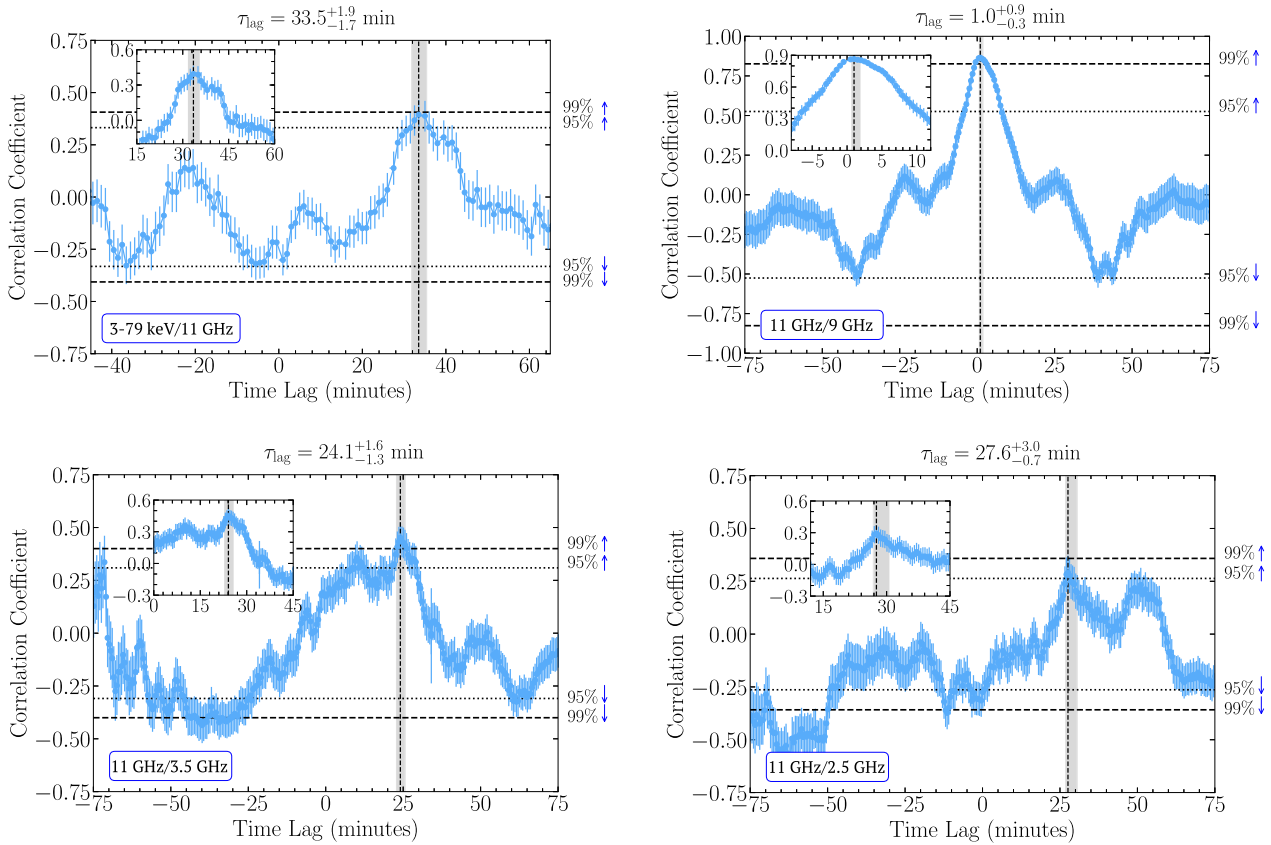 τlag = 33.5+1.9−1.7 min
0.75
0.50
0.25
0.00
−0.25
−0.50
−0.75
Correlation Coefficient
0.6
0.3
0.0
15 30 45 60
99% ↑
95% ↑
95% ↓
99% ↓
3-79 keV/11 GHz
−40 −20 0 20 40 60
Time Lag (minutes)
τlag = 1.0+0.9−0.3 min
1.00
0.75
0.50
0.25
0.00
−0.25
−0.50
−0.75
−1.00
Correlation Coefficient
0.9
0.6
0.3
0.0
−5 0 5 10
99% ↑
95% ↑
95% ↓
99% ↓
11 GHz/9 GHz
−75 −50 −25 0 25 50 75
Time Lag (minutes)
τlag = 24.1+1.6−1.3 min
0.75
0.50
0.25
0.00
−0.25
−0.50
−0.75
Correlation Coefficient
0.6
0.3
0.0
−0.3
0 15 30 45
99% ↑
95% ↑
95% ↓
99% ↓
11 GHz/3.5 GHz
−75 −50 −25 0 25 50 75
Time Lag (minutes)
τlag = 27.6+3.0−0.7 min
0.75
0.50
0.25
0.00
−0.25
−0.50
−0.75
Correlation Coefficient
0.6
0.3
0.0
−0.3
15 30 45
99% ↑
95% ↑
95% ↓
99% ↓
11 GHz/2.5 GHz
−75 −50 −25 0 25 50 75
Time Lag (minutes)